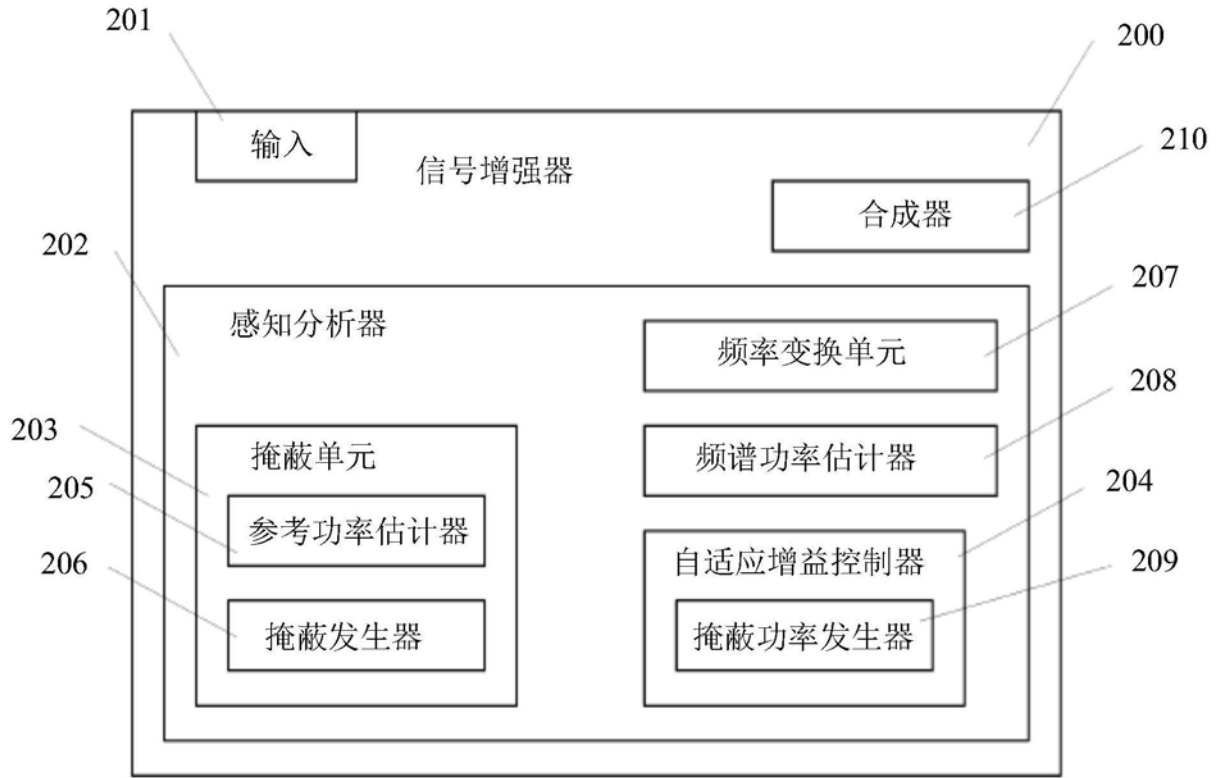 201
200
输入
210
信号增强器
合成器
202
207
感知分析器
频率变换单元
208
203
掩蔽单元
频谱功率估计器
204
205
参考功率估计器
自适应增益控制器
209
206
掩蔽发生器
掩蔽功率发生器